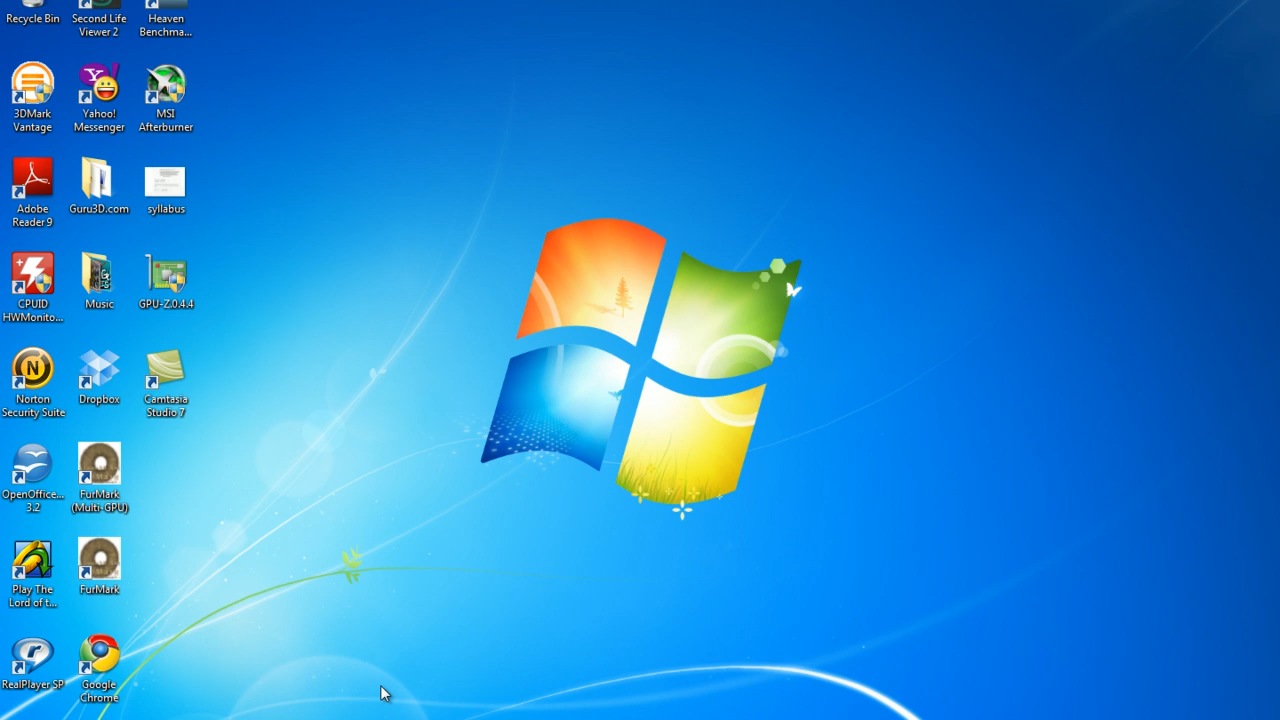 Recycle Bin
Second Life
Viewer 2
Heaven
Benchma...
3DMark
Vantage
Yahoo!
Messenger
MSI
Afterburner
Adobe
Reader 9
Guru3D.com
syllabus
CPUID
HWMonito...
Music
GPU-Z.0.4.4
Norton
Security Suite
Dropbox
Camtasia
Studio 7
OpenOffice...
3.2
FurMark
(Multi-GPU)
Play The
Lord of t...
FurMark
RealPlayer SP
Google
Chrome